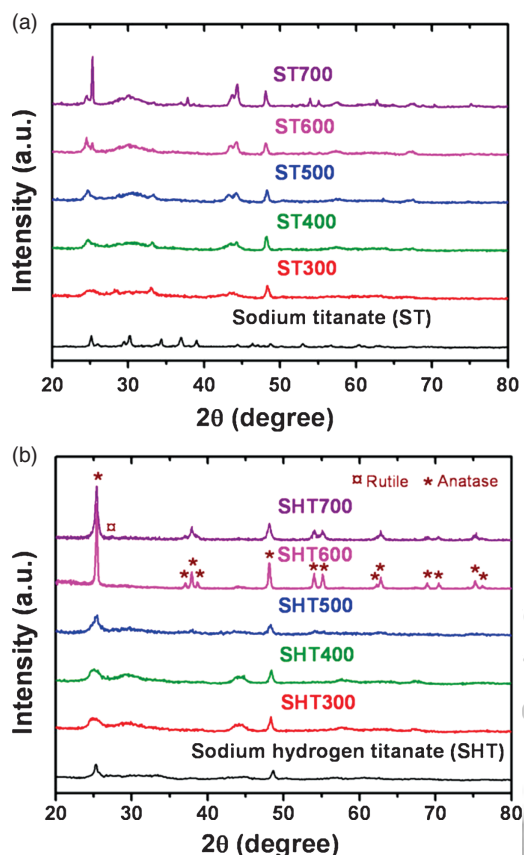 (a)
Intensity (a.u.)
ST700
ST600
ST500
ST400
ST300
Sodium titanate (ST)
20 30 40 50 60 70 80
2θ (degree)
(b)
Intensity (a.u.)
¤ Rutile * Anatase
*
¤
SHT700
SHT600
* * * * * * * * * * * * *
SHT500
SHT400
SHT300
Sodium hydrogen titanate (SHT)
20 30 40 50 60 70 80
2θ (degree)